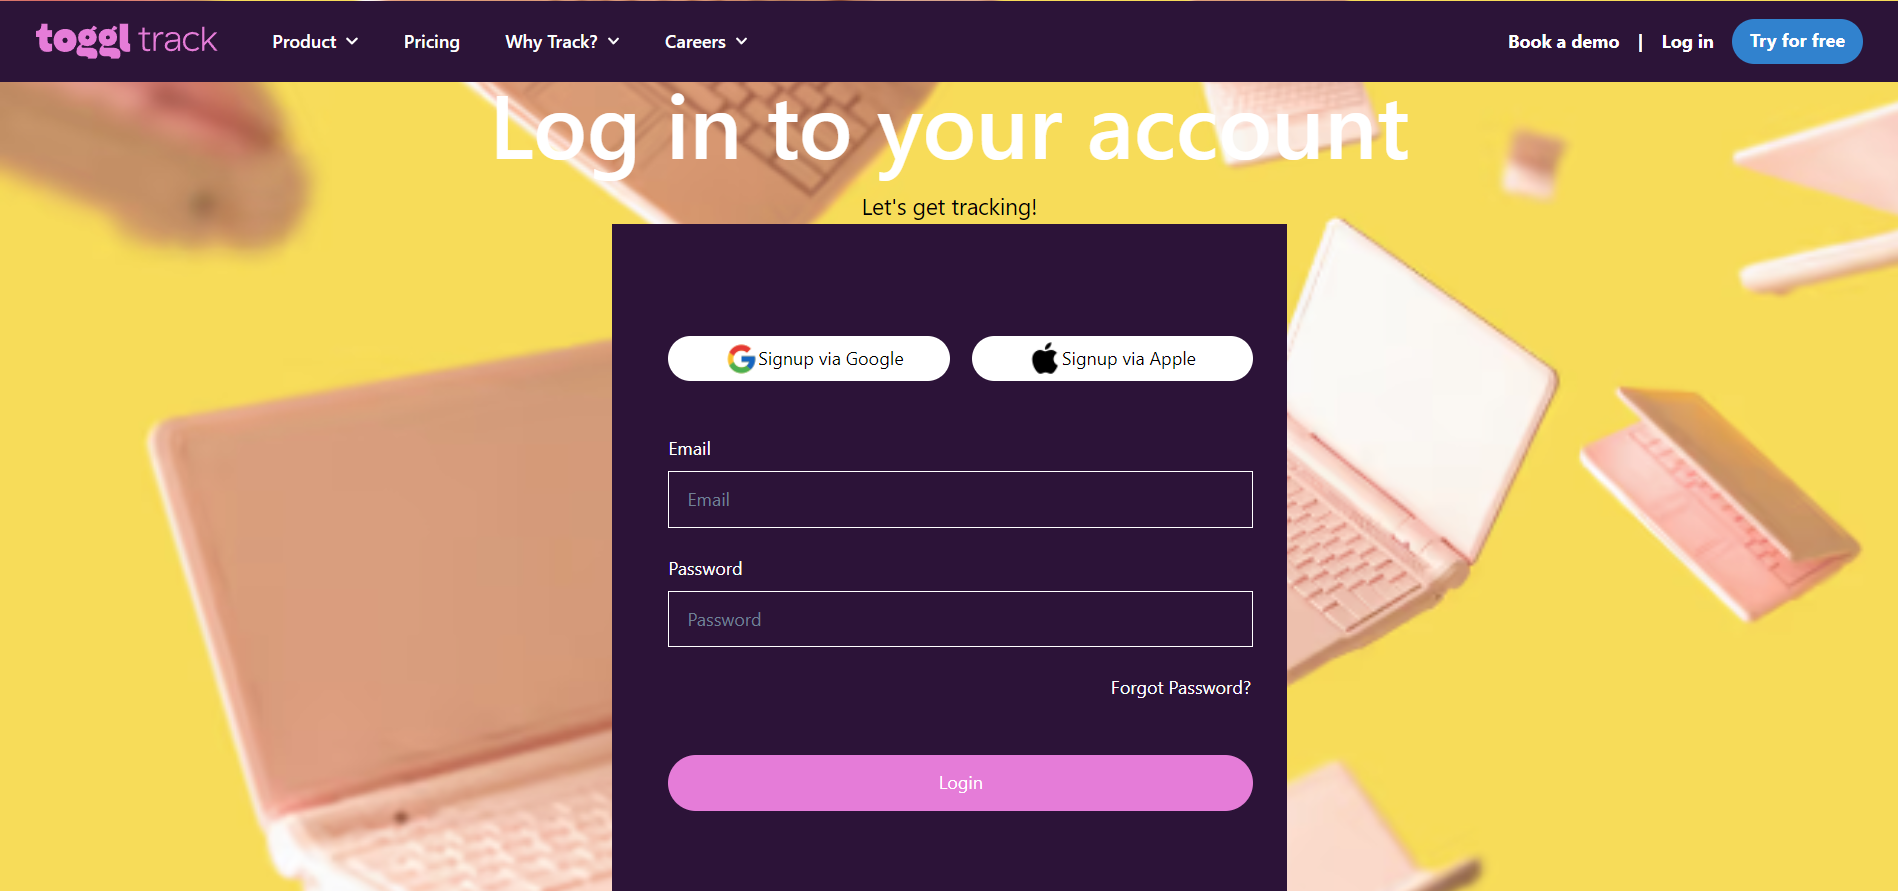 toggl track
Product
Pricing
Why Track?
Careers
Book a demo
|
Log in
Try for free
Log in to your account
Let's get tracking!
Signup via Google
Signup via Apple
Email
Email
Password
Password
Forgot Password?
Login